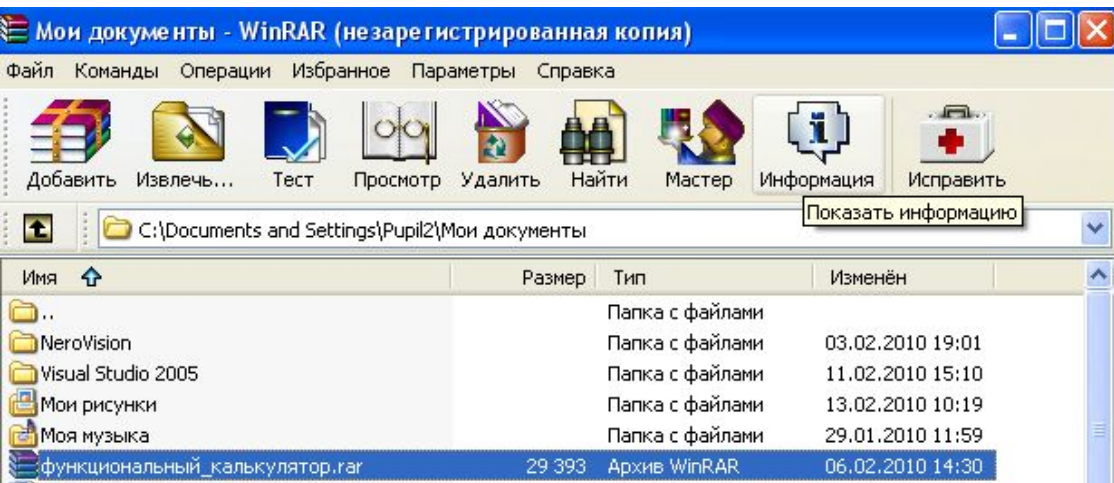 Мои документы - WinRAR (незарегистрированная копия)
Файл Команды Операции Избранное Параметры Справка
Добавить Извлечь... Тест Просмотр Удалить Найти Мастер Информация Исправить
Показать информацию
C:\Documents and Settings\Pupil2\Мои документы
Имя Размер Тип Изменён
.. Папка с файлами
NeroVision Папка с файлами 03.02.2010 19:01
Visual Studio 2005 Папка с файлами 11.02.2010 15:10
Мои рисунки Папка с файлами 13.02.2010 10:19
Моя музыка Папка с файлами 29.01.2010 11:59
функциональный_калькулятор.rar 29 393 Архив WinRAR 06.02.2010 14:30